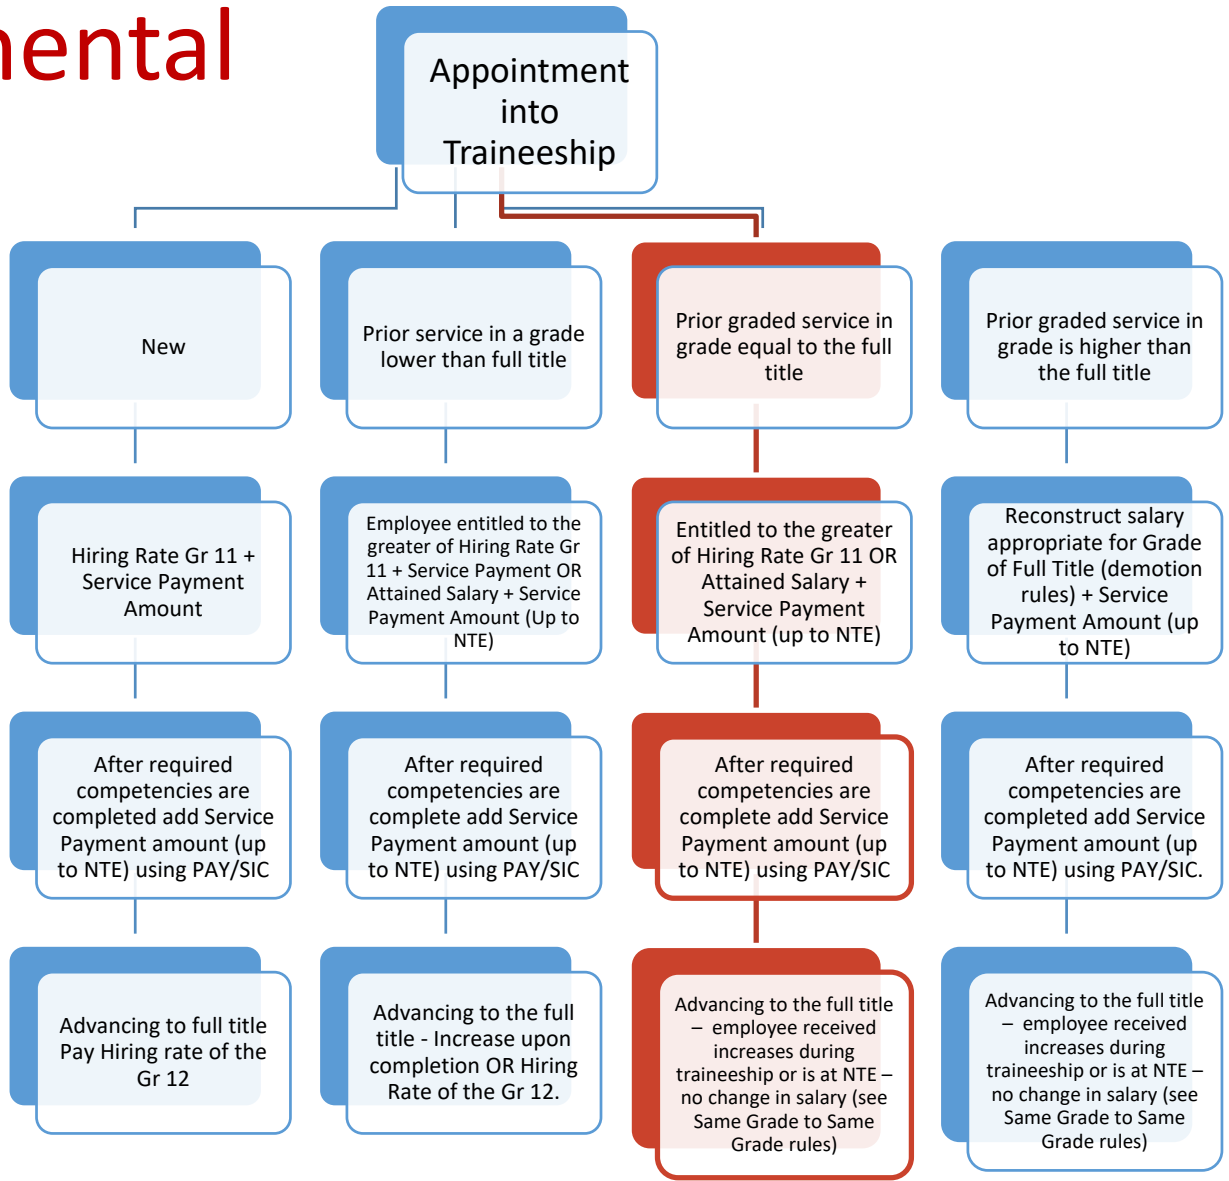 mental
Appointment
into
Traineeship
New
Prior service in a grade
lower than full title
Prior graded service in
grade equal to the full
title
Prior graded service in
grade is higher than
the full title
Hiring Rate Gr 11 +
Service Payment
Amount
Employee entitled to the
greater of Hiring Rate Gr
11 + Service Payment OR
Attained Salary + Service
Payment Amount (Up to
NTE)
Entitled to the greater
of Hiring Rate Gr 11 OR
Attained Salary +
Service Payment
Amount (up to NTE)
Reconstruct salary
appropriate for Grade
of Full Title (demotion
rules) + Service
Payment Amount (up
to NTE)
After required
competencies are
completed add Service
Payment amount (up
to NTE) using PAY/SIC
After required
competencies are
complete add Service
Payment amount (up
to NTE) using PAY/SIC
After required
competencies are
complete add Service
Payment amount (up
to NTE) using PAY/SIC
After required
competencies are
completed add Service
Payment amount (up
to NTE) using PAY/SIC.
Advancing to full title
Pay Hiring rate of the
Gr 12
Advancing to the full
title - Increase upon
completion OR Hiring
Rate of the Gr 12.
Advancing to the full title
– employee received
increases during
traineeship or is at NTE –
no change in salary (see
Same Grade to Same
Grade rules)
Advancing to the full title
– employee received
increases during
traineeship or is at NTE –
no change in salary (see
Same Grade to Same
Grade rules)